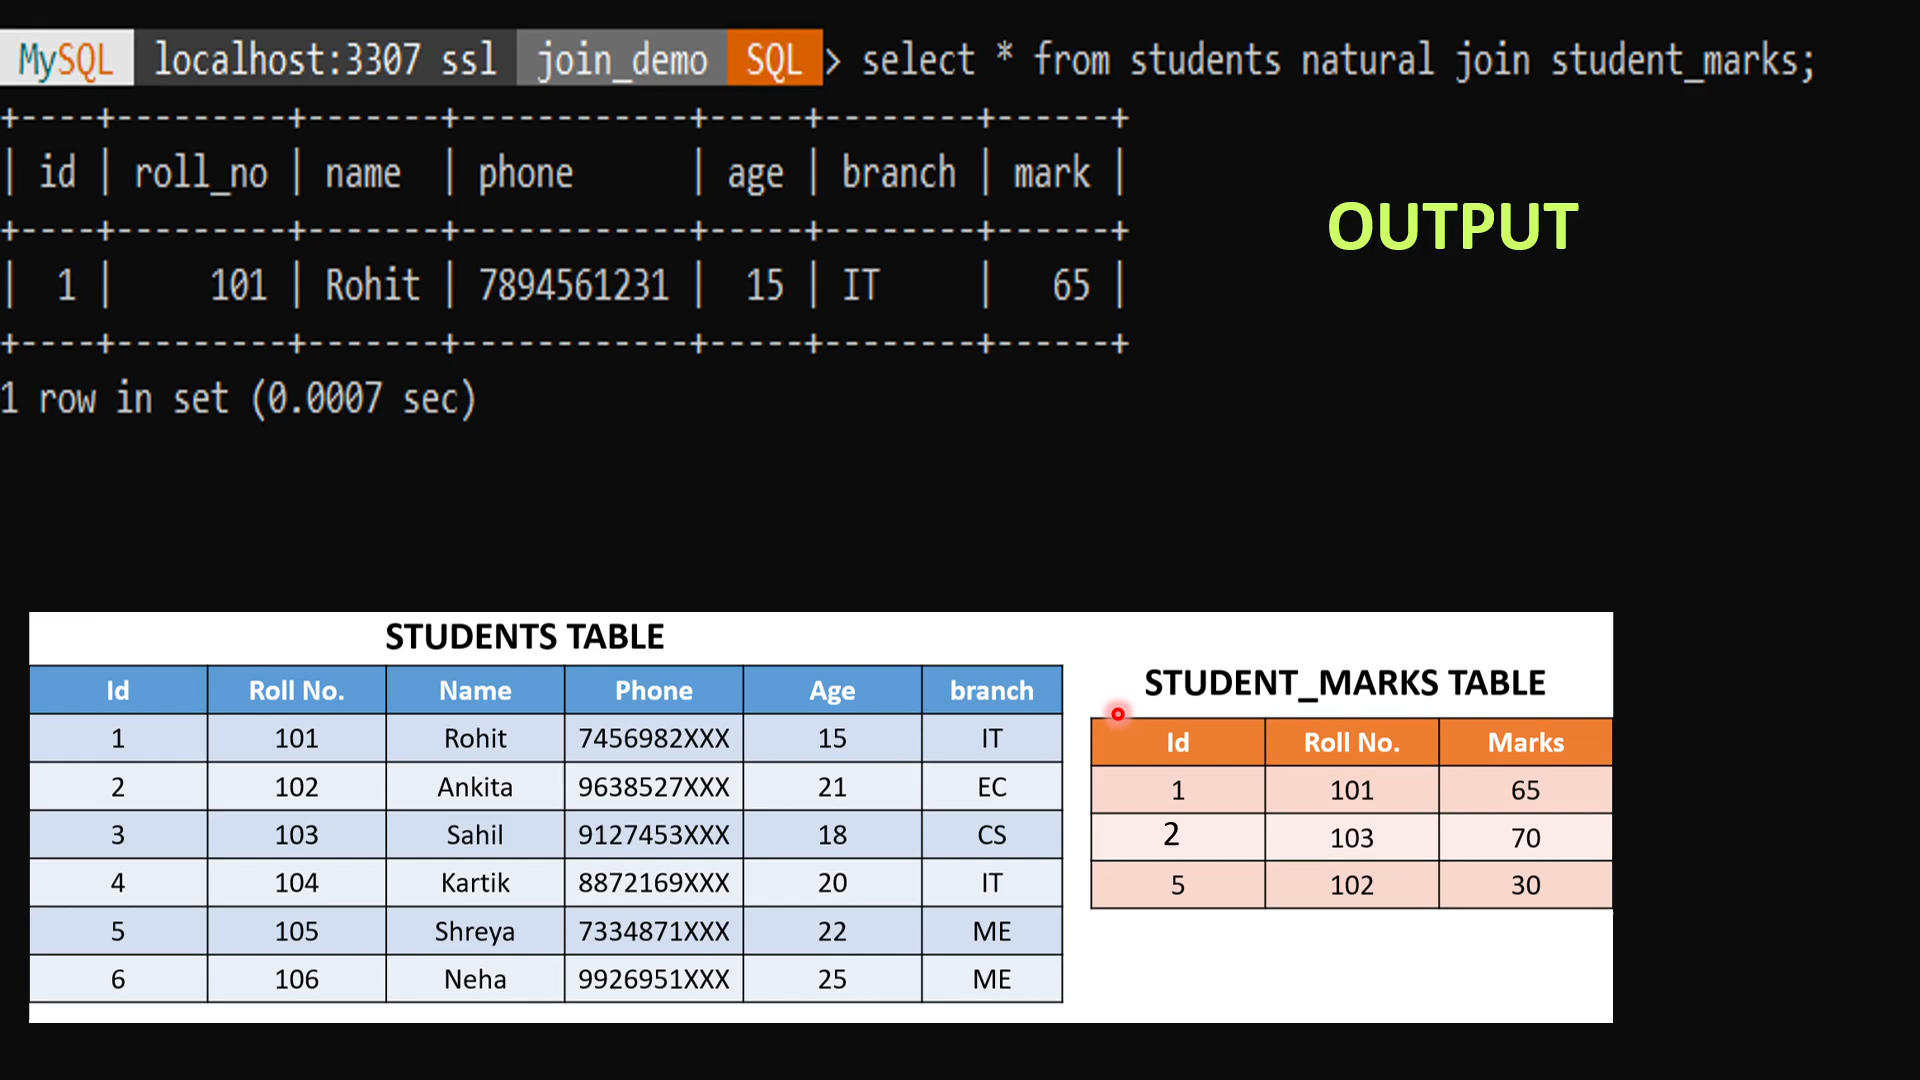 MySQL localhost:3307 ssl join_demo SQL > select * from students natural join student_marks;
+----+---------+-------+------------+-----+--------+------+
| id | roll_no | name  | phone      | age | branch | mark |
+----+---------+-------+------------+-----+--------+------+
|  1 |     101 | Rohit | 7894561231 |  15 | IT     |   65 |
+----+---------+-------+------------+-----+--------+------+
1 row in set (0.0007 sec)
OUTPUT
STUDENTS TABLE
Id Roll No. Name Phone Age branch
1 101 Rohit 7456982XXX 15 IT
2 102 Ankita 9638527XXX 21 EC
3 103 Sahil 9127453XXX 18 CS
4 104 Kartik 8872169XXX 20 IT
5 105 Shreya 7334871XXX 22 ME
6 106 Neha 9926951XXX 25 ME
STUDENT_MARKS TABLE
Id Roll No. Marks
1 101 65
2 103 70
5 102 30